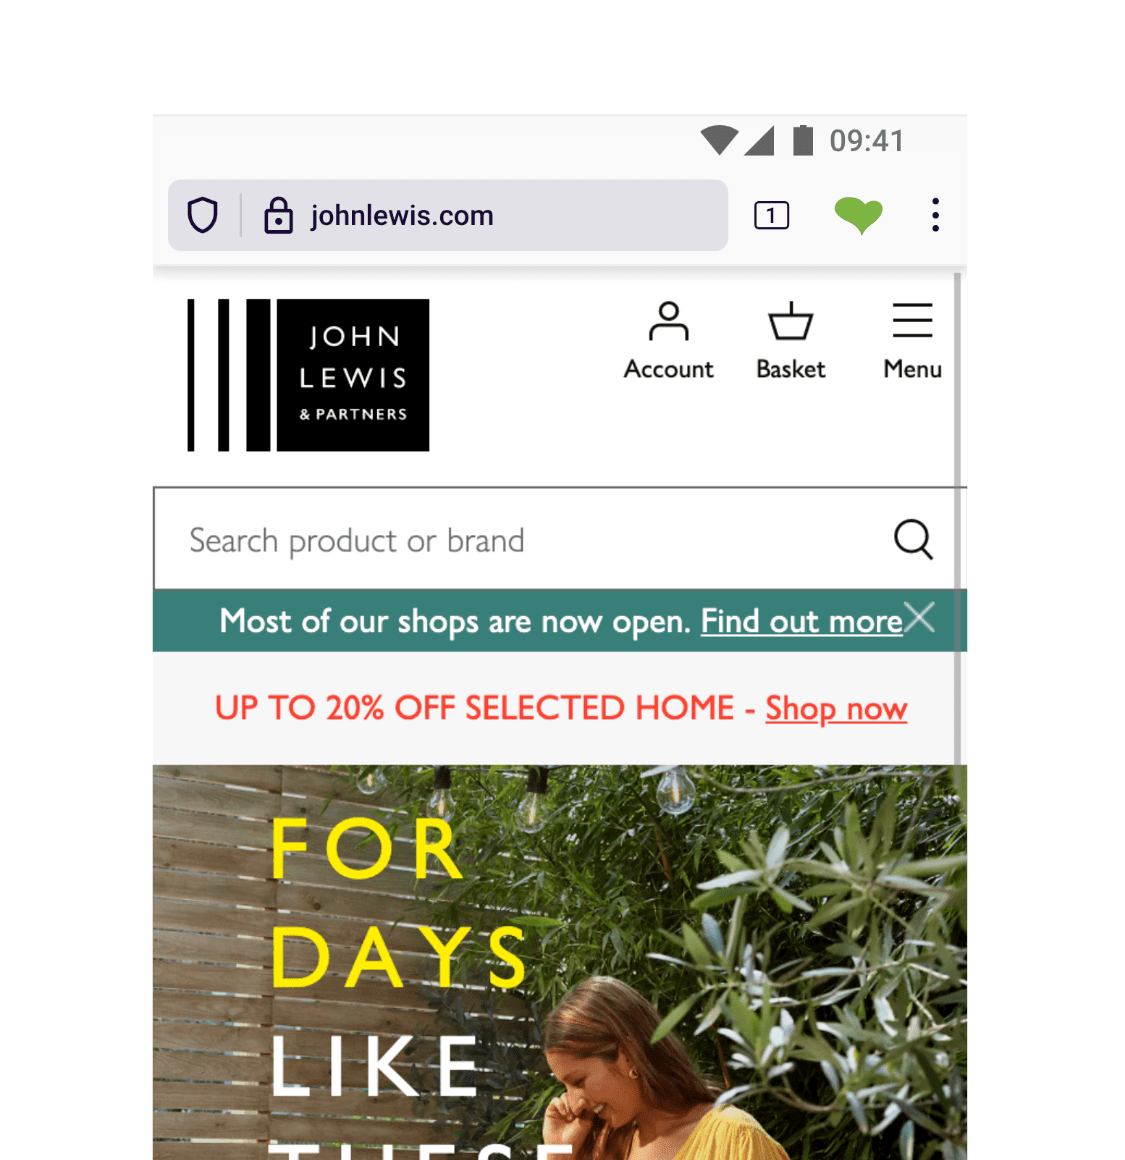 09:41
johnlewis.com
1
JOHN
LEWIS
& PARTNERS
Account
Basket
Menu
Search product or brand
Most of our shops are now open. Find out more
UP TO 20% OFF SELECTED HOME - Shop now
FOR
DAYS
LIKE
THESE